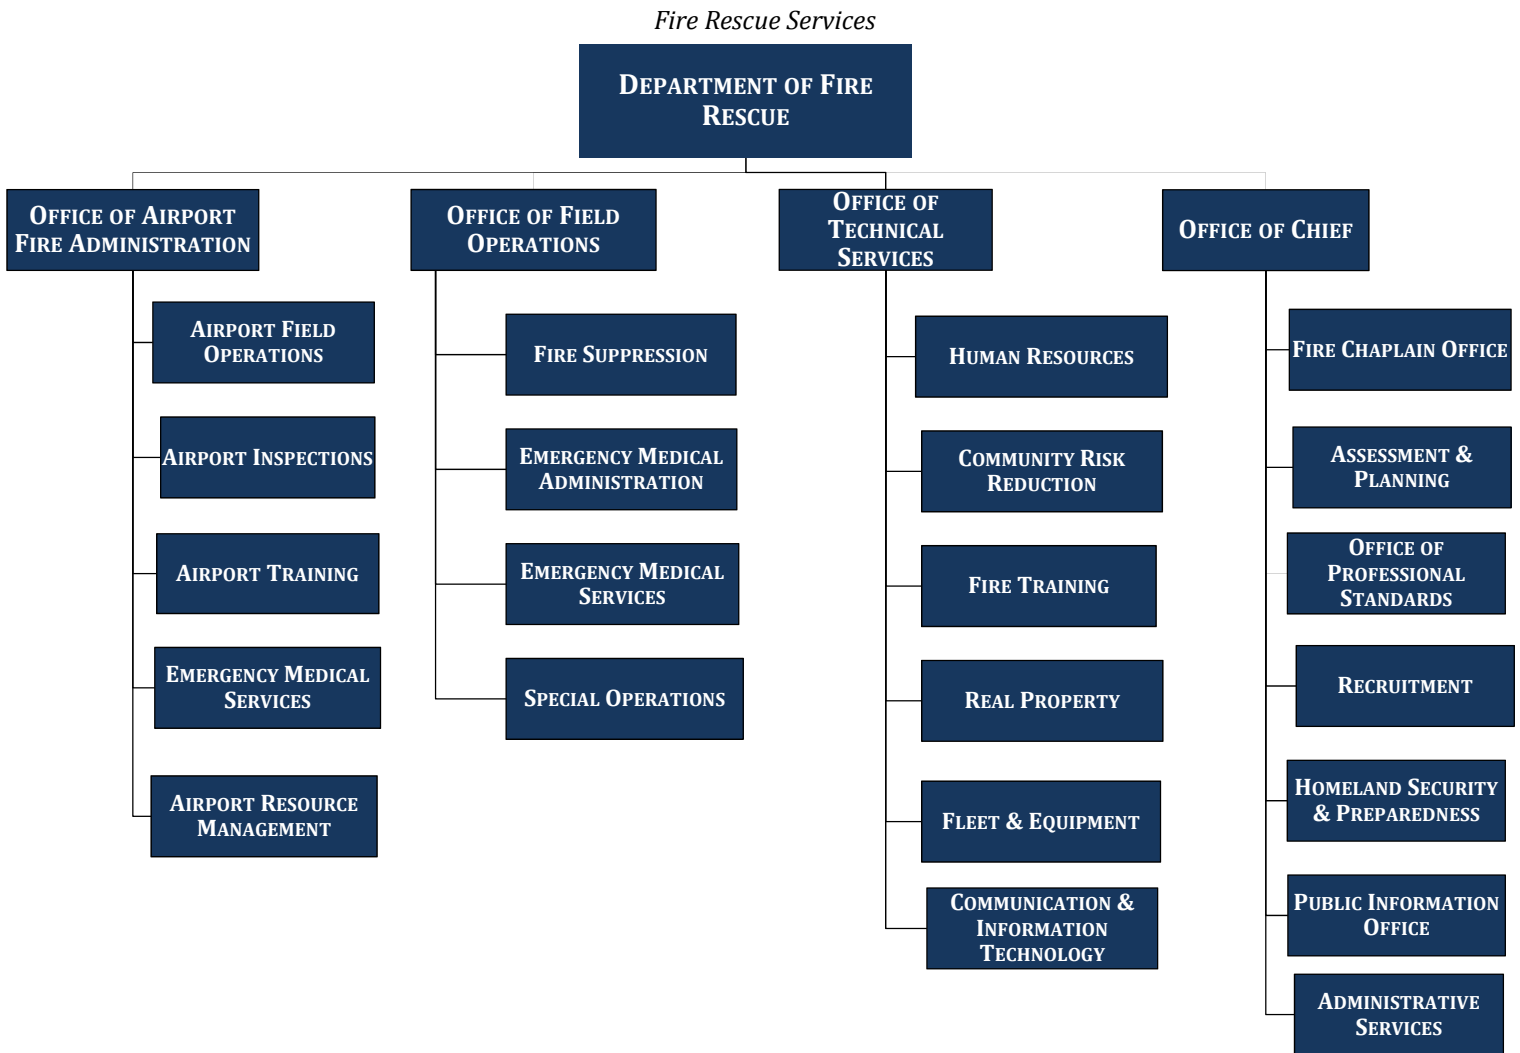 Fire Rescue Services
DEPARTMENT OF FIRE
RESCUE
OFFICE OF AIRPORT
FIRE ADMINISTRATION
AIRPORT FIELD
OPERATIONS
AIRPORT INSPECTIONS
AIRPORT TRAINING
EMERGENCY MEDICAL
SERVICES
AIRPORT RESOURCE
MANAGEMENT
OFFICE OF FIELD
OPERATIONS
FIRE SUPPRESSION
EMERGENCY MEDICAL
ADMINISTRATION
EMERGENCY MEDICAL
SERVICES
SPECIAL OPERATIONS
OFFICE OF
TECHNICAL
SERVICES
HUMAN RESOURCES
COMMUNITY RISK
REDUCTION
FIRE TRAINING
REAL PROPERTY
FLEET & EQUIPMENT
COMMUNICATION &
INFORMATION
TECHNOLOGY
OFFICE OF CHIEF
FIRE CHAPLAIN OFFICE
ASSESSMENT &
PLANNING
OFFICE OF
PROFESSIONAL
STANDARDS
RECRUITMENT
HOMELAND SECURITY
& PREPAREDNESS
PUBLIC INFORMATION
OFFICE
ADMINISTRATIVE
SERVICES